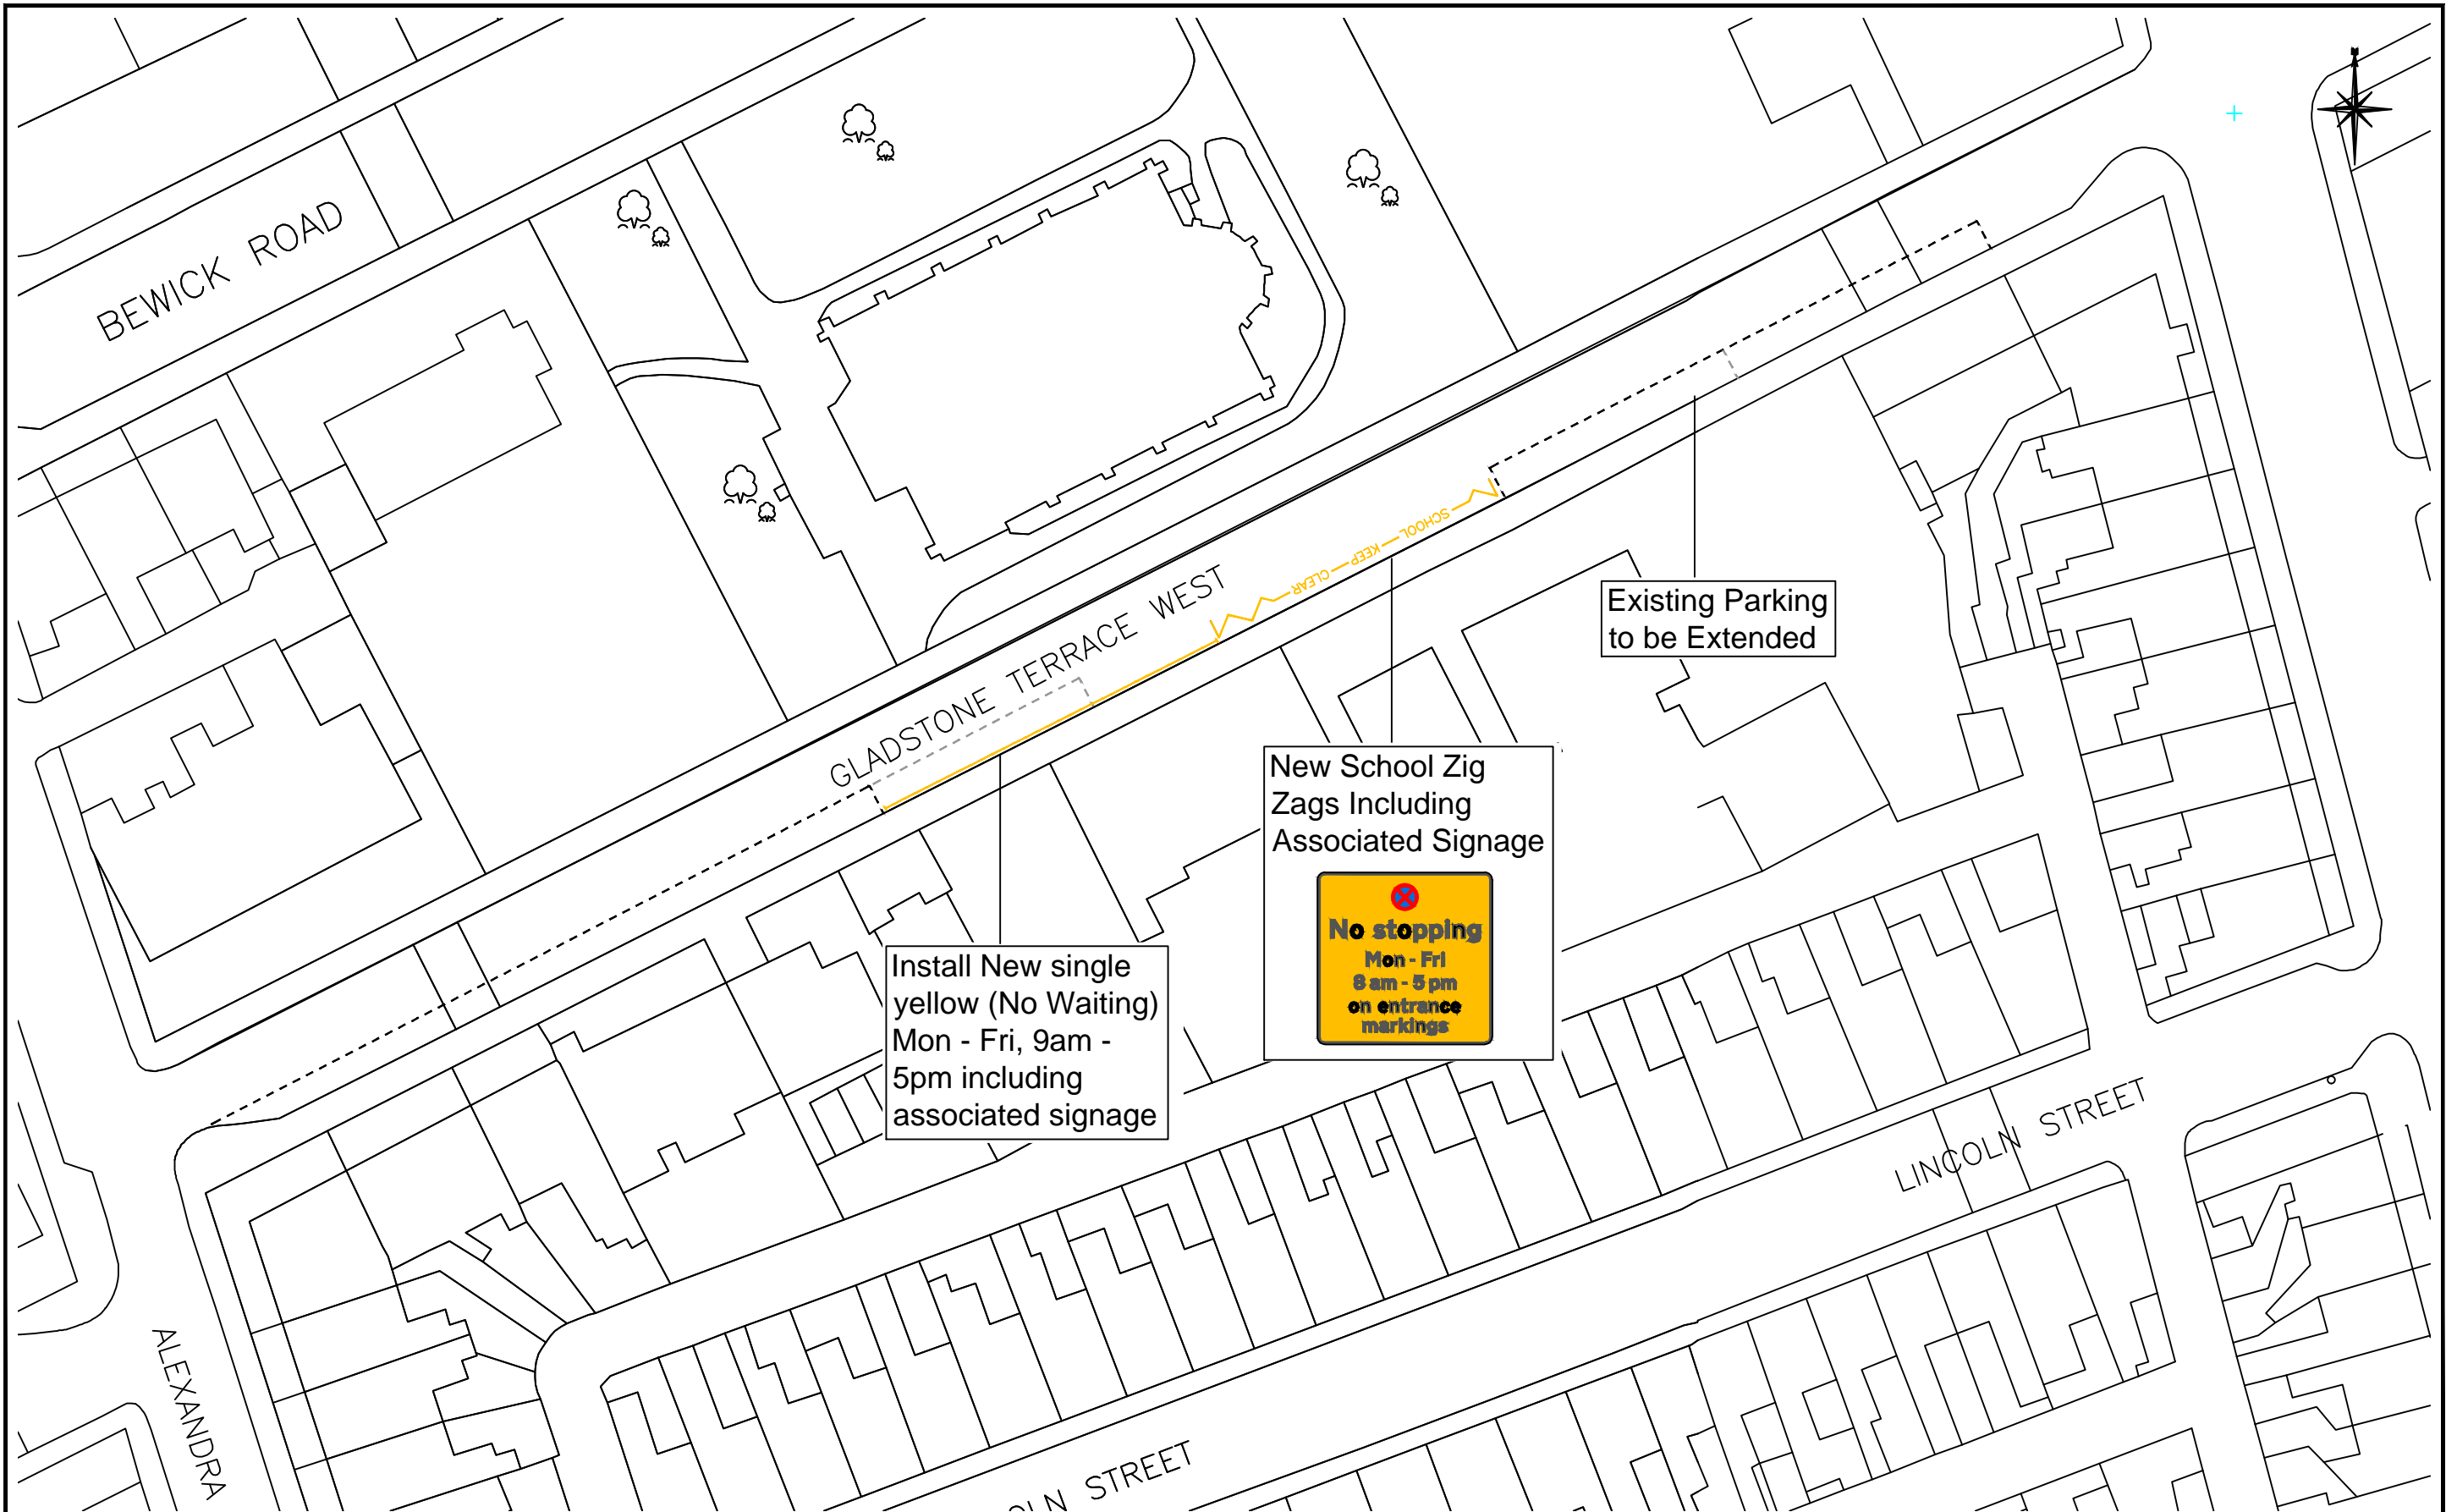 BEWICK ROAD
GLADSTONE TERRACE WEST
SCHOOL KEEP CLEAR
Existing Parking
to be Extended
New School Zig
Zags Including
Associated Signage
No stopping
Mon - Fri
8 am - 5 pm
on entrance
markings
Install New single
yellow (No Waiting)
Mon - Fri, 9am -
5pm including
associated signage
LINCOLN STREET
ALEXANDRA
OLN STREET